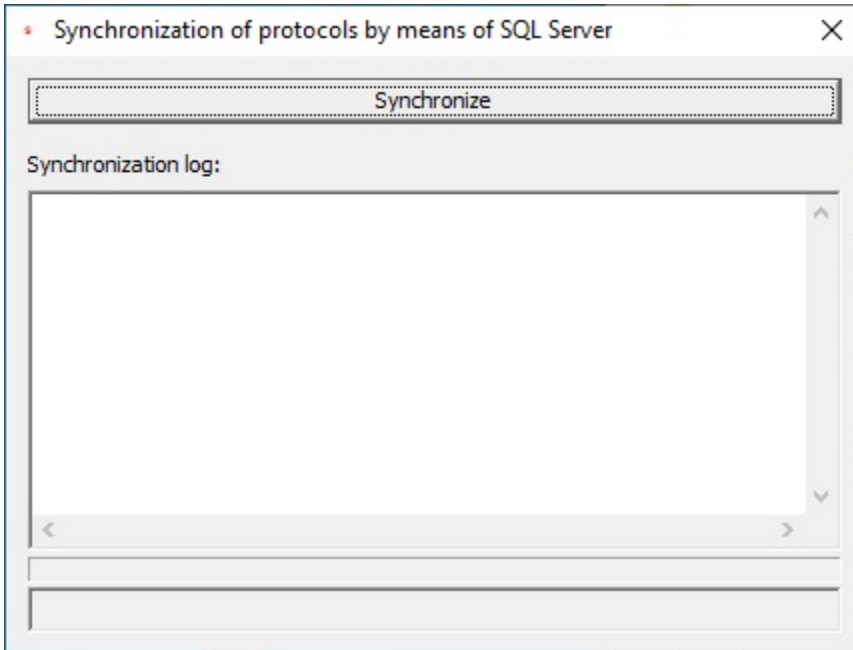 Synchronization of protocols by means of SQL Server
Synchronize
Synchronization log: